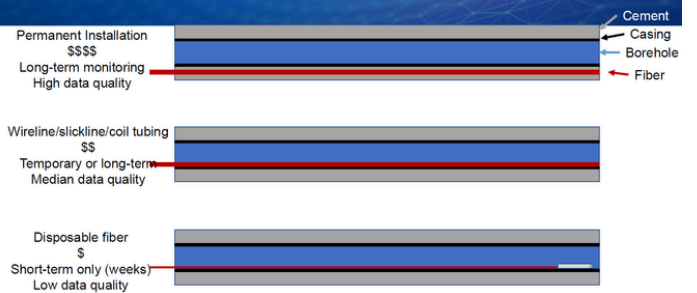 Permanent Installation
$$$$
Long-term monitoring
High data quality
Cement
Casing
Borehole
Fiber
Wireline/slickline/coil tubing
$$
Temporary or long-term
Median data quality
Disposable fiber
$
Short-term only (weeks)
Low data quality